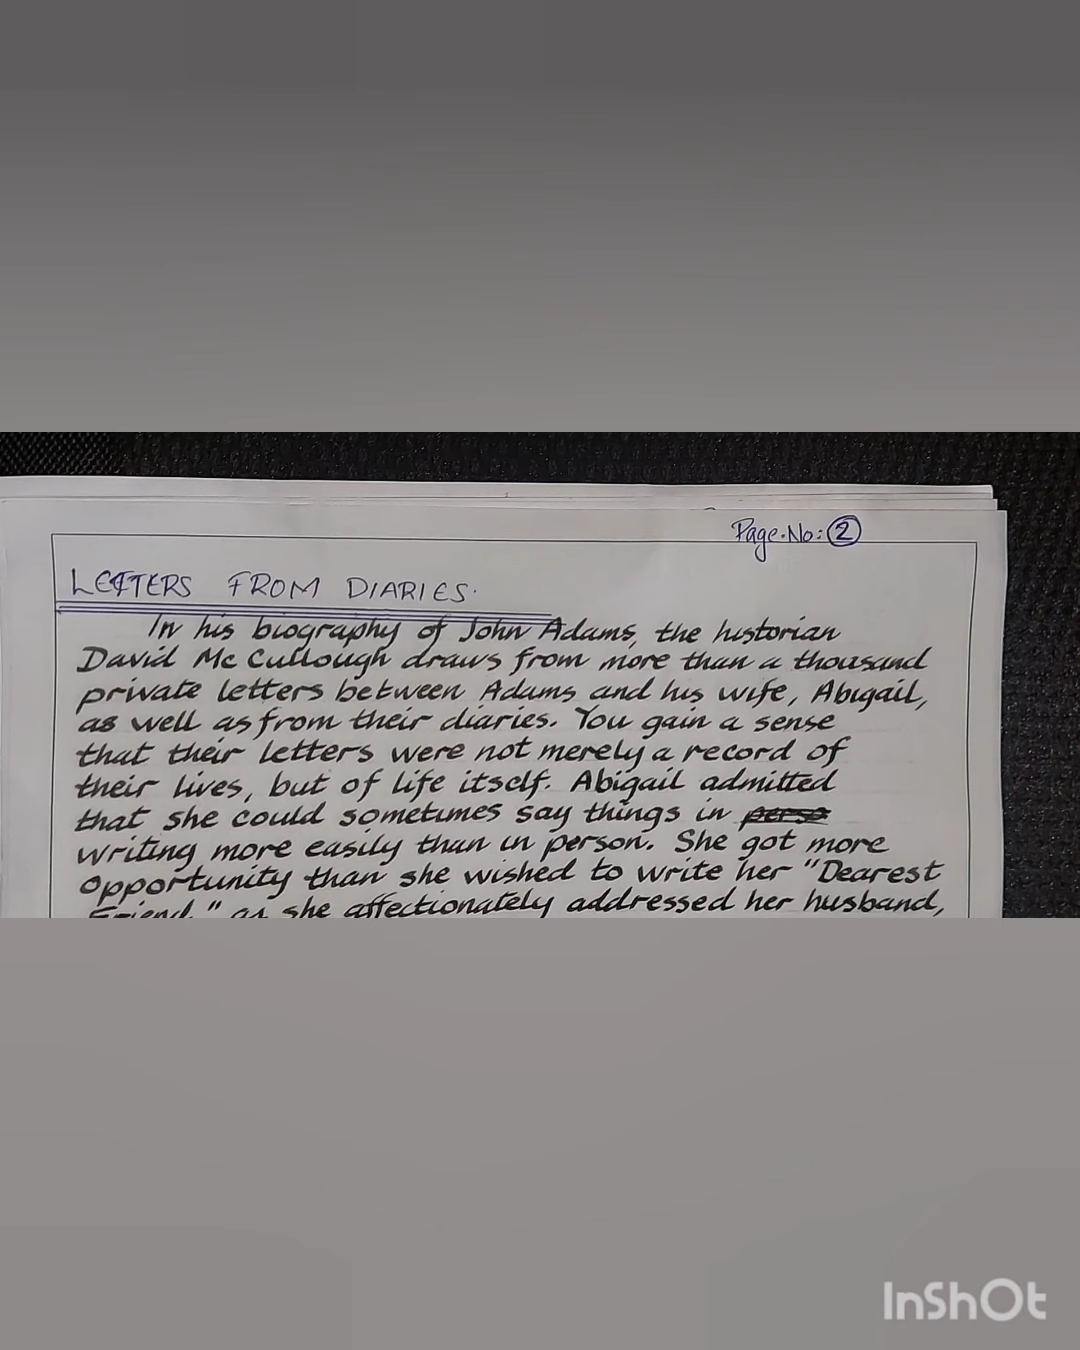 Page.No: 2
LETTERS FROM DIARIES.
In his biography of John Adams, the historian
David McCullough draws from more than a thousand
private letters between Adams and his wife, Abigail,
as well as from their diaries. You gain a sense
that their letters were not merely a record of
their lives, but of life itself. Abigail admitted
that she could sometimes say things in perso
writing more easily than in person. She got more
opportunity than she wished to write her "Dearest
Friend," as she affectionately addressed her husband,
InShOt